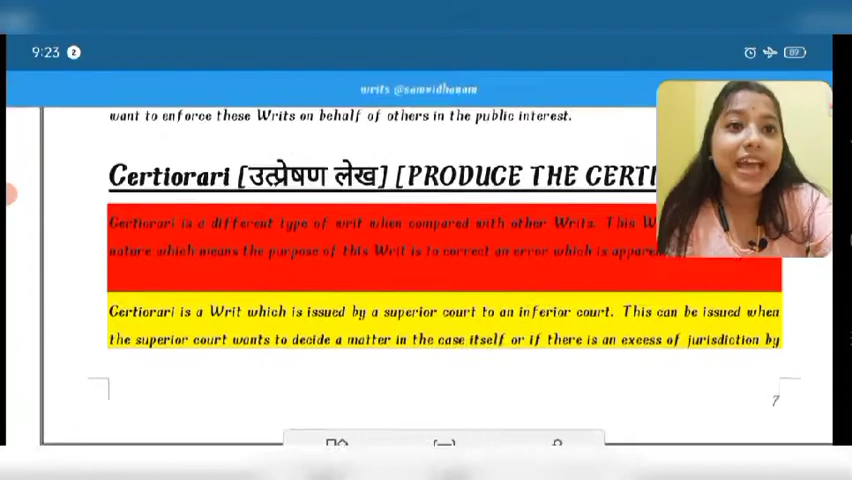 9:23 2 89
writs @samvidhanam
want to enforce these Writs on behalf of others in the public interest.
Certiorari [उत्प्रेषण लेख] [PRODUCE THE CERTI
Certiorari is a different type of writ when compared with other Writs. This W
nature which means the purpose of this Writ is to correct an error which is appare
Certiorari is a Writ which is issued by a superior court to an inferior court. This can be issued when
the superior court wants to decide a matter in the case itself or if there is an excess of jurisdiction by
7